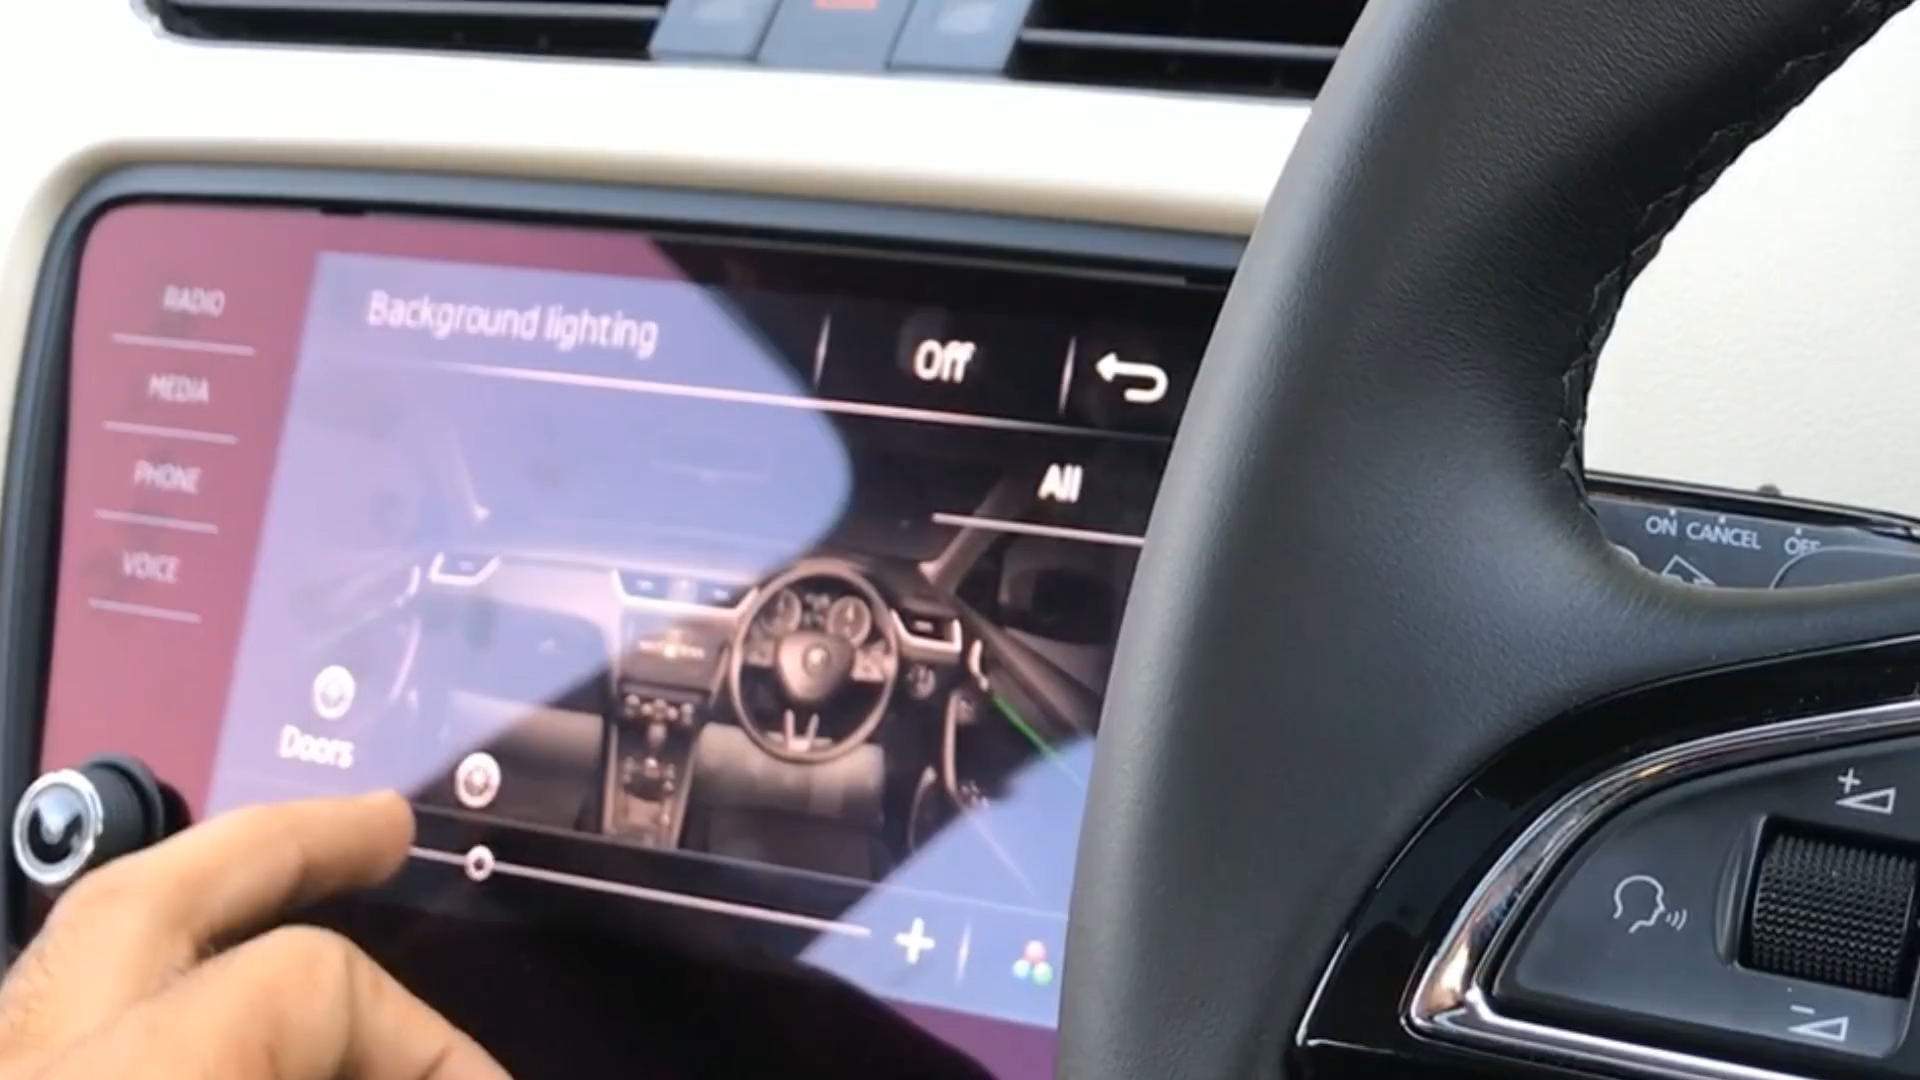 RADIO
Background lighting
Off
MEDIA
All
PHONE
ON CANCEL OFF
VOICE
Doors